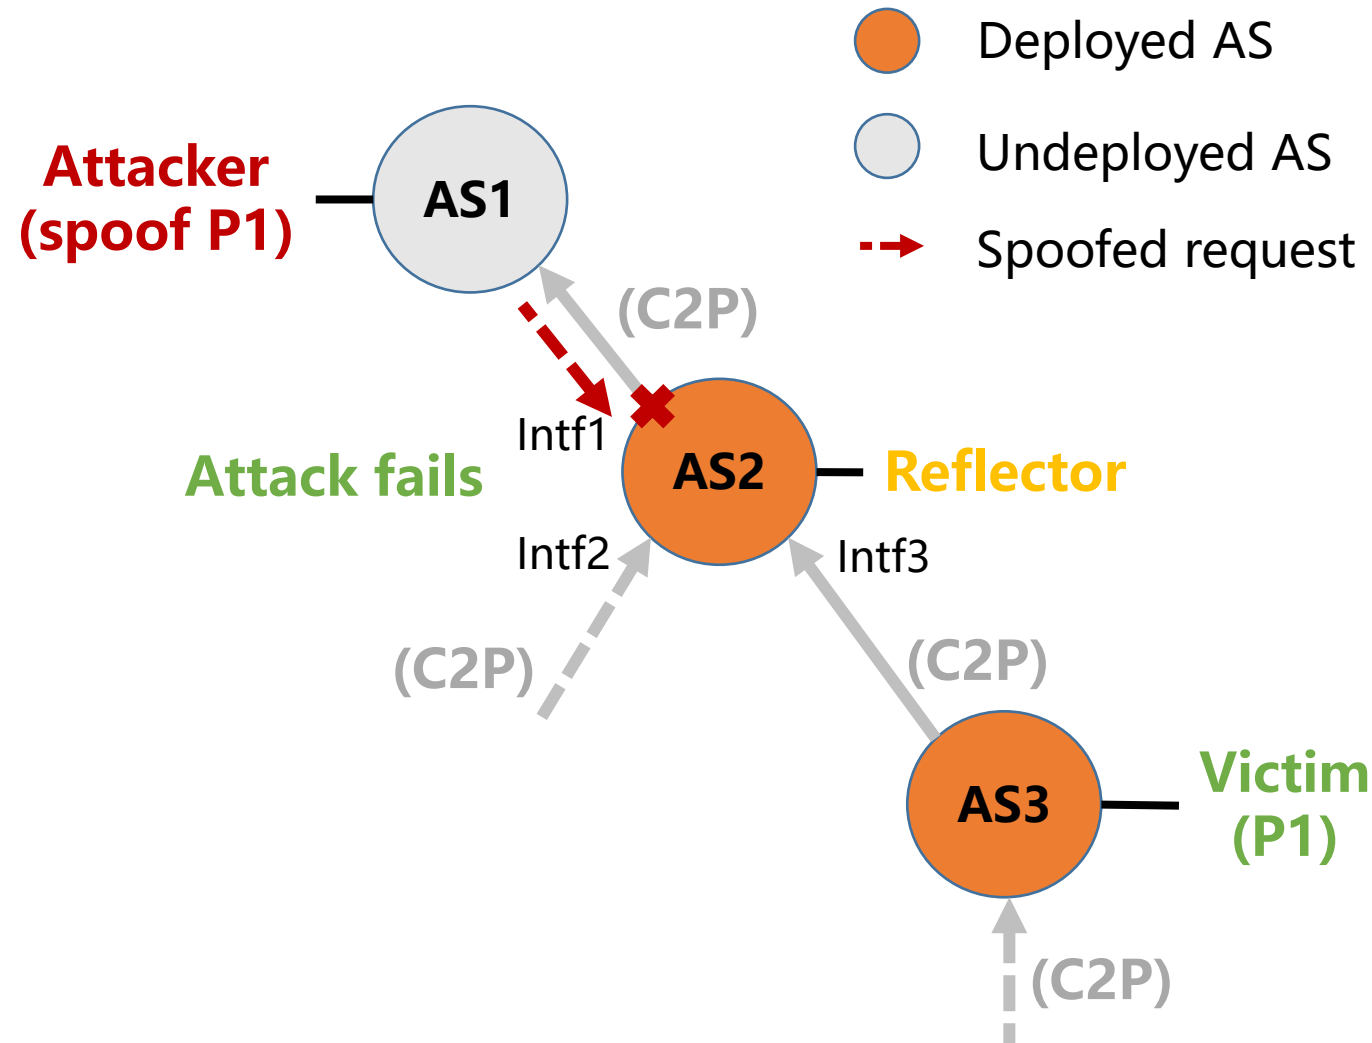 Deployed AS
Undeployed AS
Spoofed request
Attacker
(spoof P1)
AS1
(C2P)
Intf1
Attack fails
AS2
Reflector
Intf2
Intf3
(C2P)
(C2P)
AS3
Victim
(P1)
(C2P)